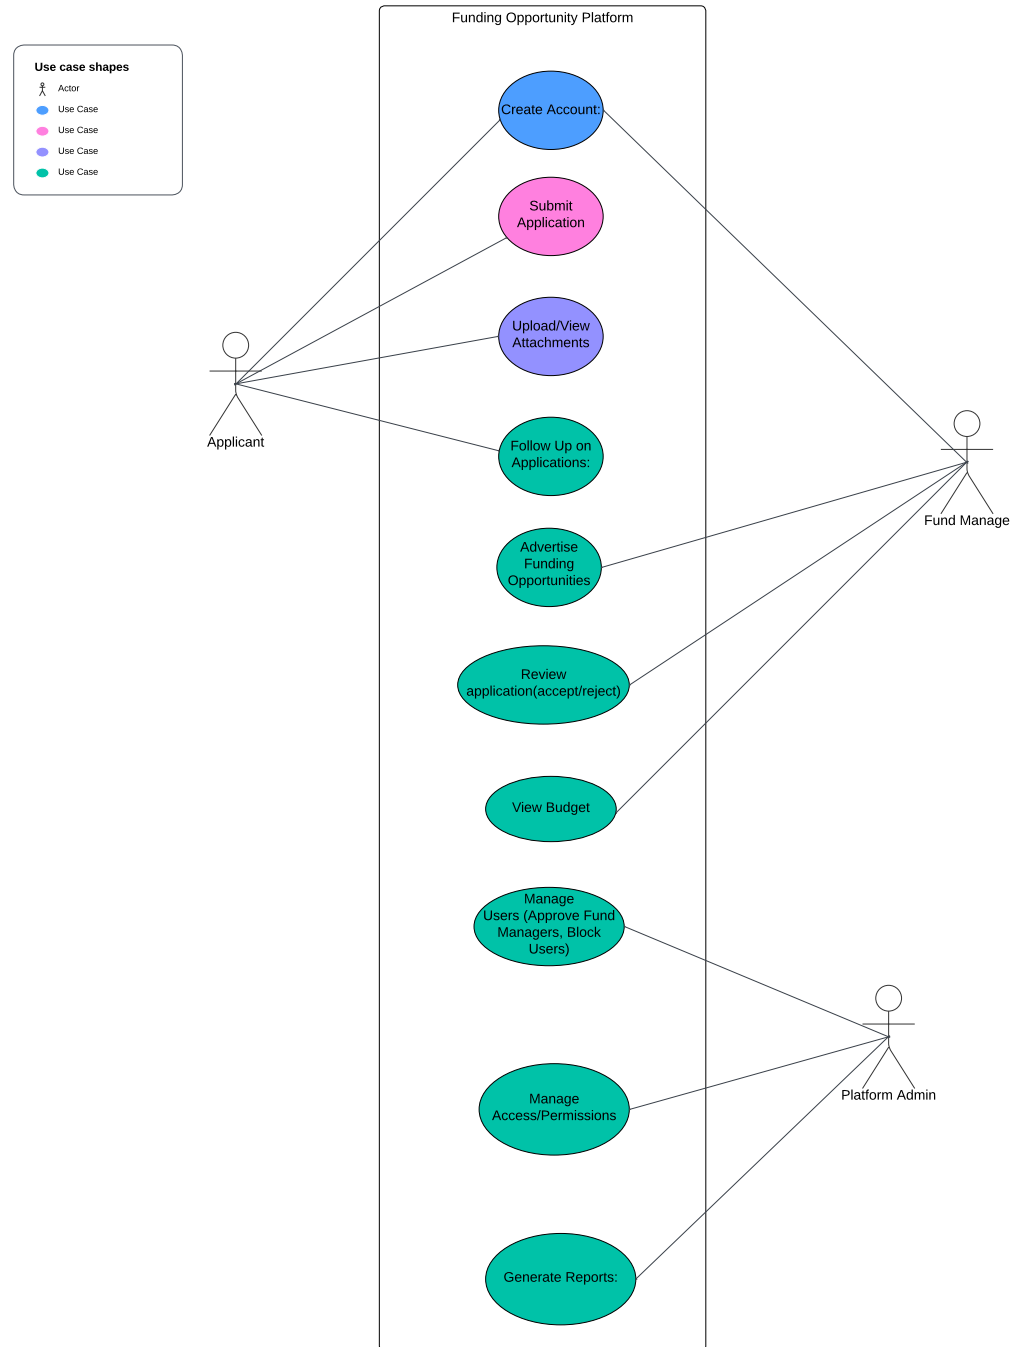 Funding Opportunity Platform
Use case shapes
Actor
Use Case
Use Case
Use Case
Use Case
Create Account:
Submit
Application
Upload/View
Attachments
Applicant
Follow Up on
Applications:
Fund Manage
Advertise
Funding
Opportunities
Review
application(accept/reject)
View Budget
Manage
Users (Approve Fund
Managers, Block
Users)
Platform Admin
Manage
Access/Permissions
Generate Reports: